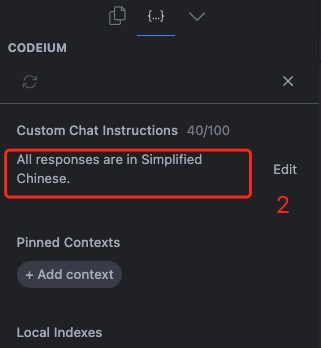 {...}
CODEIUM
Custom Chat Instructions 40/100
All responses are in Simplified
Chinese.
Edit
2
Pinned Contexts
+ Add context
Local Indexes